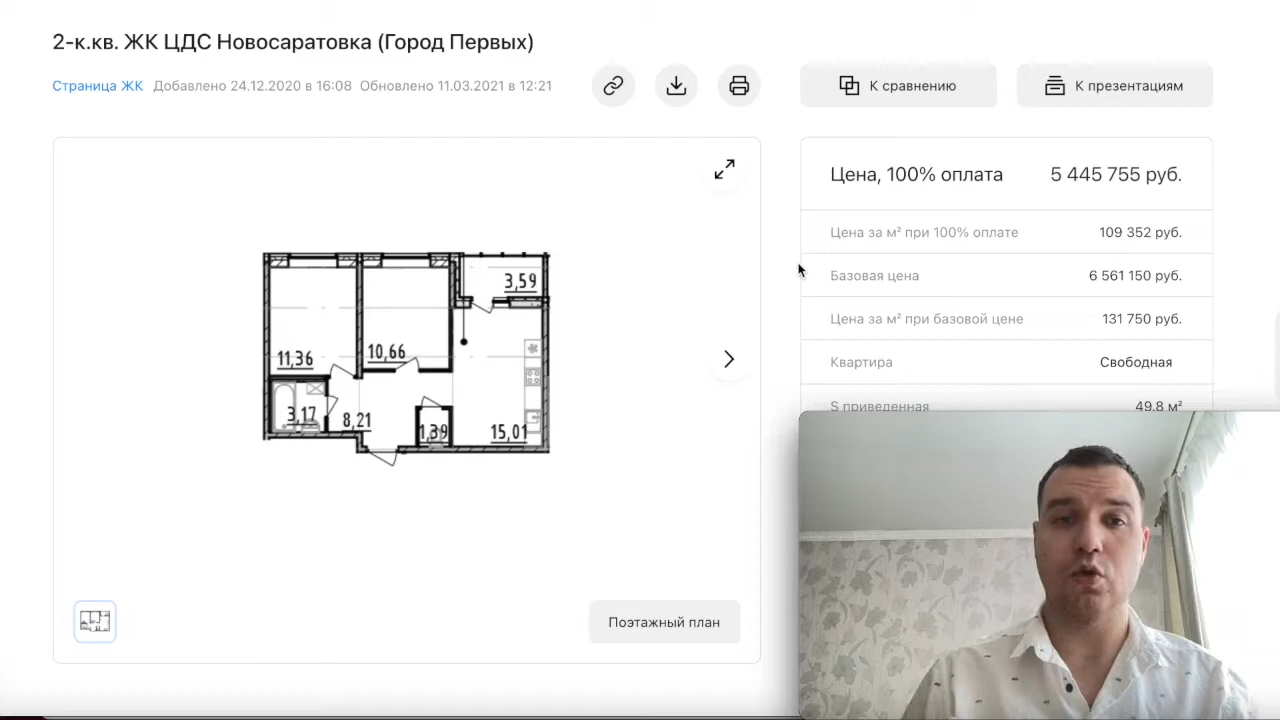 2-к.кв. ЖК ЦДС Новосаратовка (Город Первых)
Страница ЖК Добавлено 24.12.2020 в 16:08 Обновлено 11.03.2021 в 12:21
К сравнению
К презентациям
Цена, 100% оплата 5 445 755 руб.
Цена за м² при 100% оплате 109 352 руб.
Базовая цена 6 561 150 руб.
Цена за м² при базовой цене 131 750 руб.
Квартира Свободная
S приведенная 49.8 м²
3,59
11,36
10,66
3,17
8,21
1,39
15,01
Поэтажный план